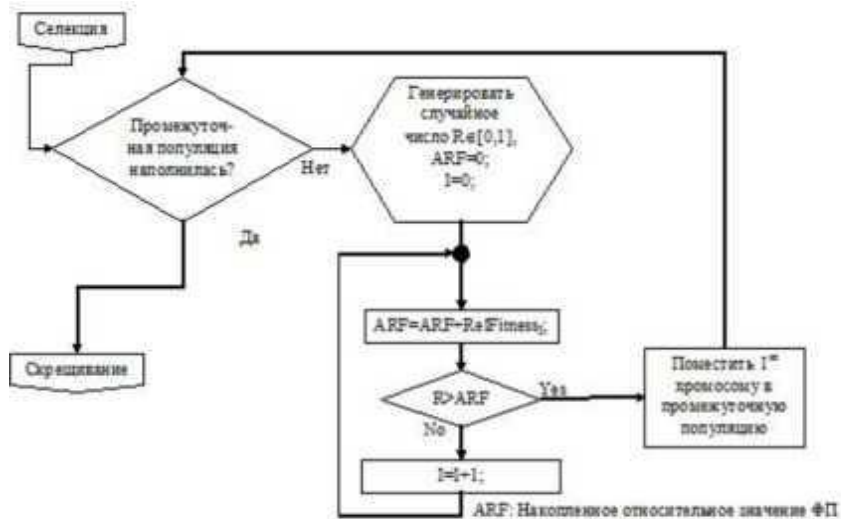 Селекция
Промежуточ-
ная популяция
наполнилась?
Нет
Да
Генерировать
случайное
число R∈[0,1],
ARF=0;
I=0;
ARF=ARF+RelFitness_I;
R>ARF
Yes
No
I=I+1;
Поместить I
хромосому в
промежуточную
популяцию
Скрещивание
ARF: Накопленное относительное значение ФП